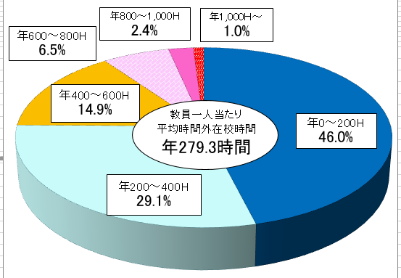 年800～1,000H
2.4%
年1,000H～
1.0%
年600～800H
6.5%
年400～600H
14.9%
教員一人当たり
平均時間外在校時間
年279.3時間
年0～200H
46.0%
年200～400H
29.1%